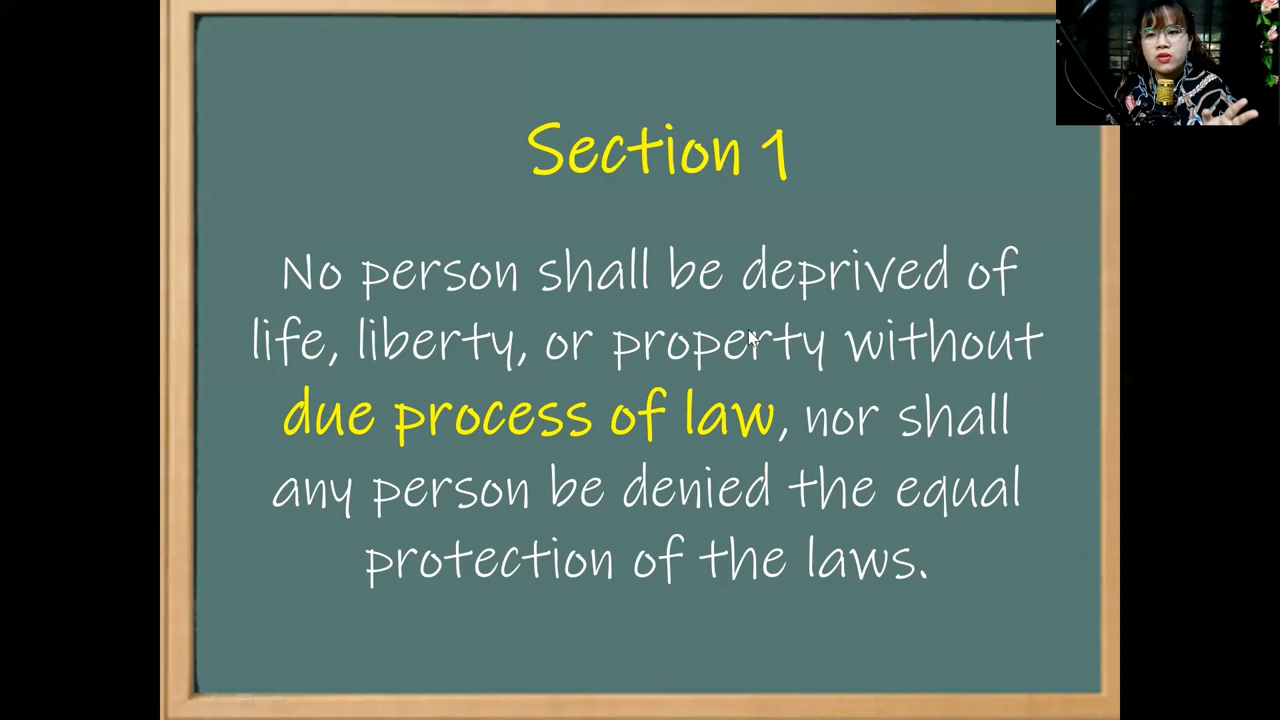 Section 1
No person shall be deprived of
life, liberty, or property without
due process of law, nor shall
any person be denied the equal
protection of the laws.